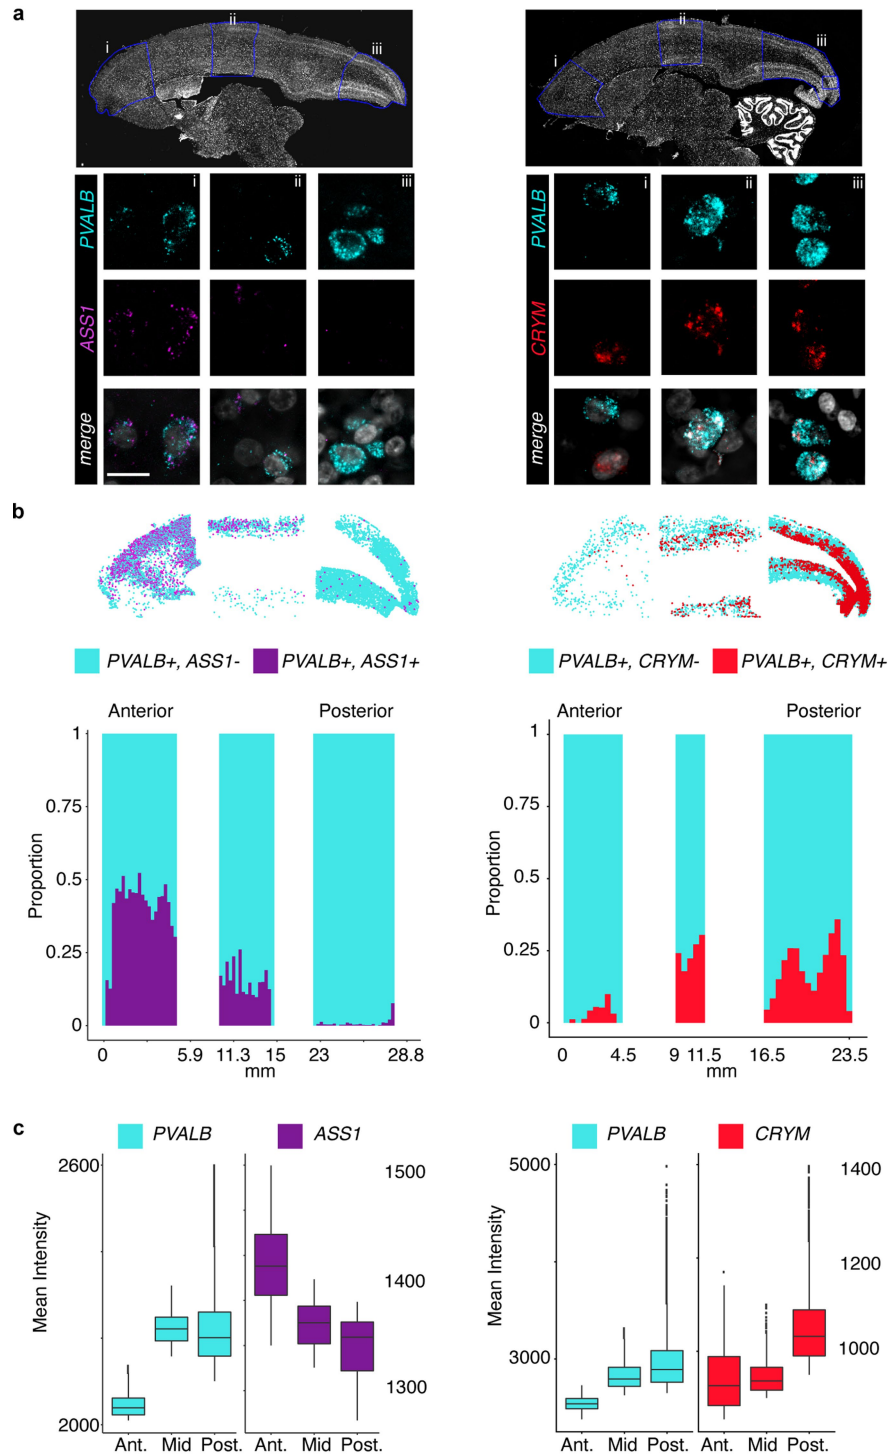 a
i ii iii
i ii iii
PVALB i ii iii
PVALB i ii iii
ASS1
CRYM
merge
merge
b
PVALB+, ASS1- PVALB+, ASS1+
PVALB+, CRYM- PVALB+, CRYM+
Anterior Posterior
Proportion
1
0.75
0.5
0.25
0
0 5.9 11.3 15 23 28.8
mm
Anterior Posterior
Proportion
1
0.75
0.5
0.25
0
0 4.5 9 11.5 16.5 23.5
mm
c
PVALB ASS1
Mean Intensity
2600
2000
1500
1400
1300
Ant. Mid Post. Ant. Mid Post.
PVALB CRYM
Mean Intensity
5000
3000
1400
1200
1000
Ant. Mid Post. Ant. Mid Post.